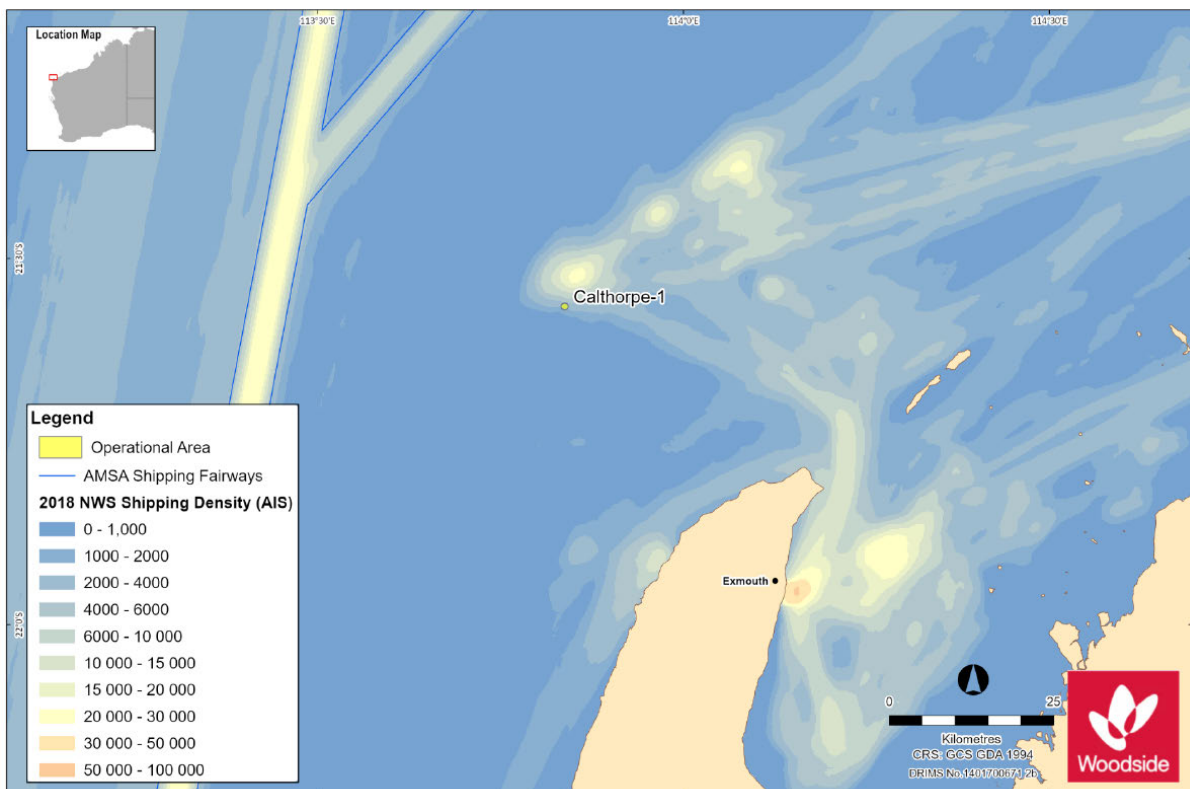 113°30'E
114°0'E
114°30'E
Location Map
21°30'S
Calthorpe-1
Legend
Operational Area
AMSA Shipping Fairways
2018 NWS Shipping Density (AIS)
0 - 1,000
1000 - 2000
2000 - 4000
4000 - 6000
6000 - 10 000
10 000 - 15 000
15 000 - 20 000
20 000 - 30 000
30 000 - 50 000
50 000 - 100 000
Exmouth
22°0'S
0
25
Kilometres
CRS: GCS GDA 1994
DRIMS No.1401700671_2b
Woodside